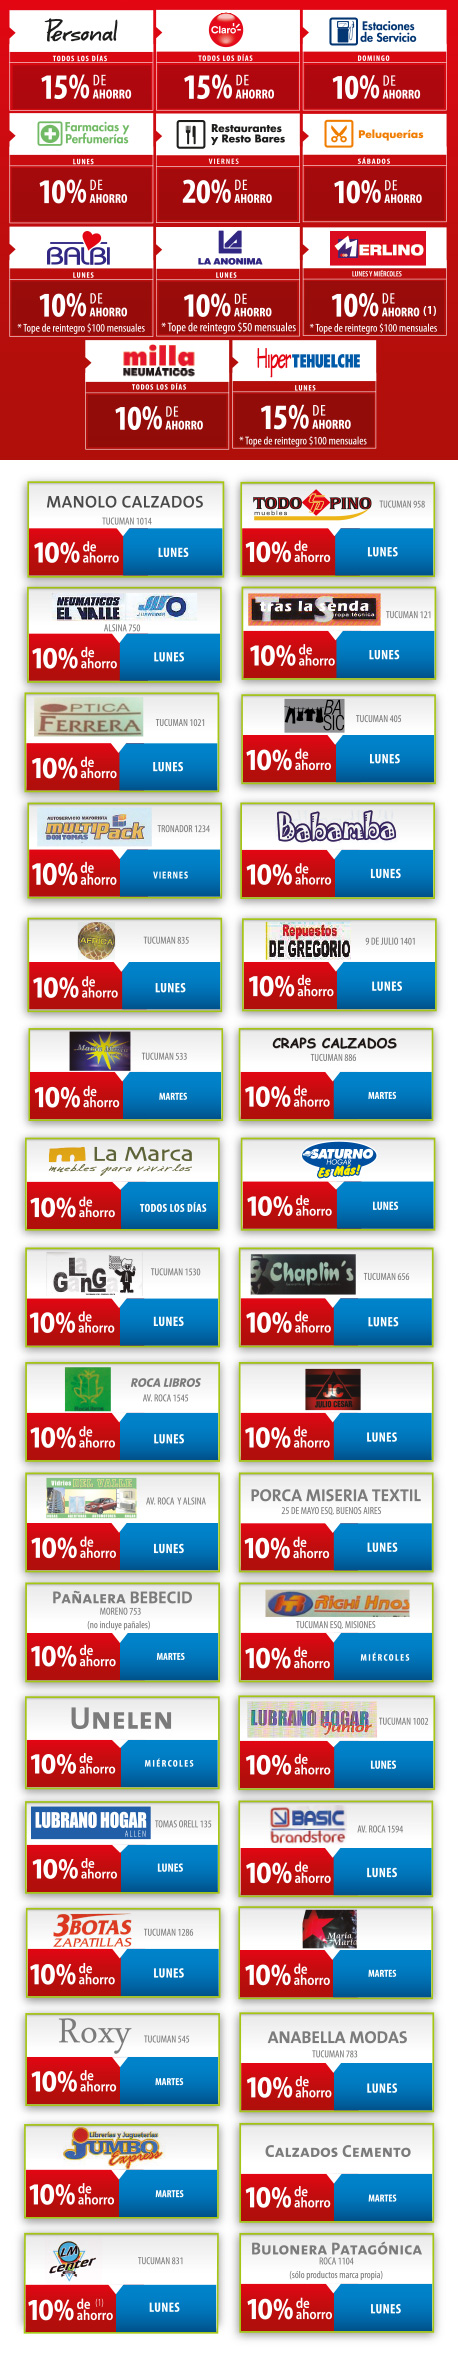 Personal
TODOS LOS DÍAS
15% DE AHORRO
Claro
TODOS LOS DÍAS
15% DE AHORRO
Estaciones de Servicio
DOMINGO
10% DE AHORRO
Farmacias y Perfumerías
LUNES
10% DE AHORRO
Restaurantes y Resto Bares
VIERNES
20% DE AHORRO
Peluquerías
SÁBADOS
10% DE AHORRO
BALBI
LUNES
10% DE AHORRO
* Tope de reintegro $100 mensuales
LA ANONIMA
LUNES
10% DE AHORRO
* Tope de reintegro $50 mensuales
MERLINO
LUNES Y MIÉRCOLES
10% DE AHORRO (1)
* Tope de reintegro $100 mensuales
milla NEUMÁTICOS
TODOS LOS DÍAS
10% DE AHORRO
HiperTEHUELCHE
LUNES
15% DE AHORRO
* Tope de reintegro $100 mensuales
MANOLO CALZADOS
TUCUMAN 1014
10% de ahorro LUNES
TODO PINO muebles TUCUMAN 958
10% de ahorro LUNES
NEUMATICOS EL VALLE
ALSINA 750
10% de ahorro LUNES
tras la Senda ropa técnica TUCUMAN 121
10% de ahorro LUNES
OPTICA FERRERA TUCUMAN 1021
10% de ahorro LUNES
BASIC TUCUMAN 405
10% de ahorro LUNES
AUTOSERVICIO MAYORISTA
multiPack DON TOMAS TRONADOR 1234
10% de ahorro VIERNES
Babamba
10% de ahorro LUNES
AFRICA TUCUMAN 835
10% de ahorro LUNES
Repuestos DE GREGORIO 9 DE JULIO 1401
10% de ahorro LUNES
TUCUMAN 533
10% de ahorro MARTES
CRAPS CALZADOS
TUCUMAN 886
10% de ahorro MARTES
La Marca
muebles para vivirlos
10% de ahorro TODOS LOS DÍAS
SATURNO HOGAR
Es Más!
10% de ahorro LUNES
La Ganga TUCUMAN 1530
10% de ahorro LUNES
Chaplin's TUCUMAN 656
10% de ahorro LUNES
ROCA LIBROS
AV. ROCA 1545
10% de ahorro LUNES
JC JULIO CESAR
10% de ahorro LUNES
Vidrios DEL VALLE AV. ROCA Y ALSINA
10% de ahorro LUNES
PORCA MISERIA TEXTIL
25 DE MAYO ESQ. BUENOS AIRES
10% de ahorro LUNES
PAÑALERA BEBECID
MORENO 753
(no incluye pañales)
10% de ahorro MARTES
Righi Hnos
TUCUMAN ESQ. MISIONES
10% de ahorro MIÉRCOLES
UNELEN
10% de ahorro MIÉRCOLES
LUBRANO HOGAR Junior TUCUMAN 1002
10% de ahorro LUNES
LUBRANO HOGAR ALLEN TOMAS ORELL 135
10% de ahorro LUNES
BASIC brandstore AV. ROCA 1594
10% de ahorro LUNES
3BOTAS ZAPATILLAS TUCUMAN 1286
10% de ahorro LUNES
María Marta
10% de ahorro MARTES
Roxy TUCUMAN 545
10% de ahorro MARTES
ANABELLA MODAS
TUCUMAN 783
10% de ahorro LUNES
Librerías y Jugueterías
JUMBO Express
10% de ahorro MARTES
CALZADOS CEMENTO
10% de ahorro MARTES
LM center TUCUMAN 831
10% de ahorro (1) LUNES
BULONERA PATAGÓNICA
ROCA 1104
(sólo productos marca propia)
10% de ahorro LUNES